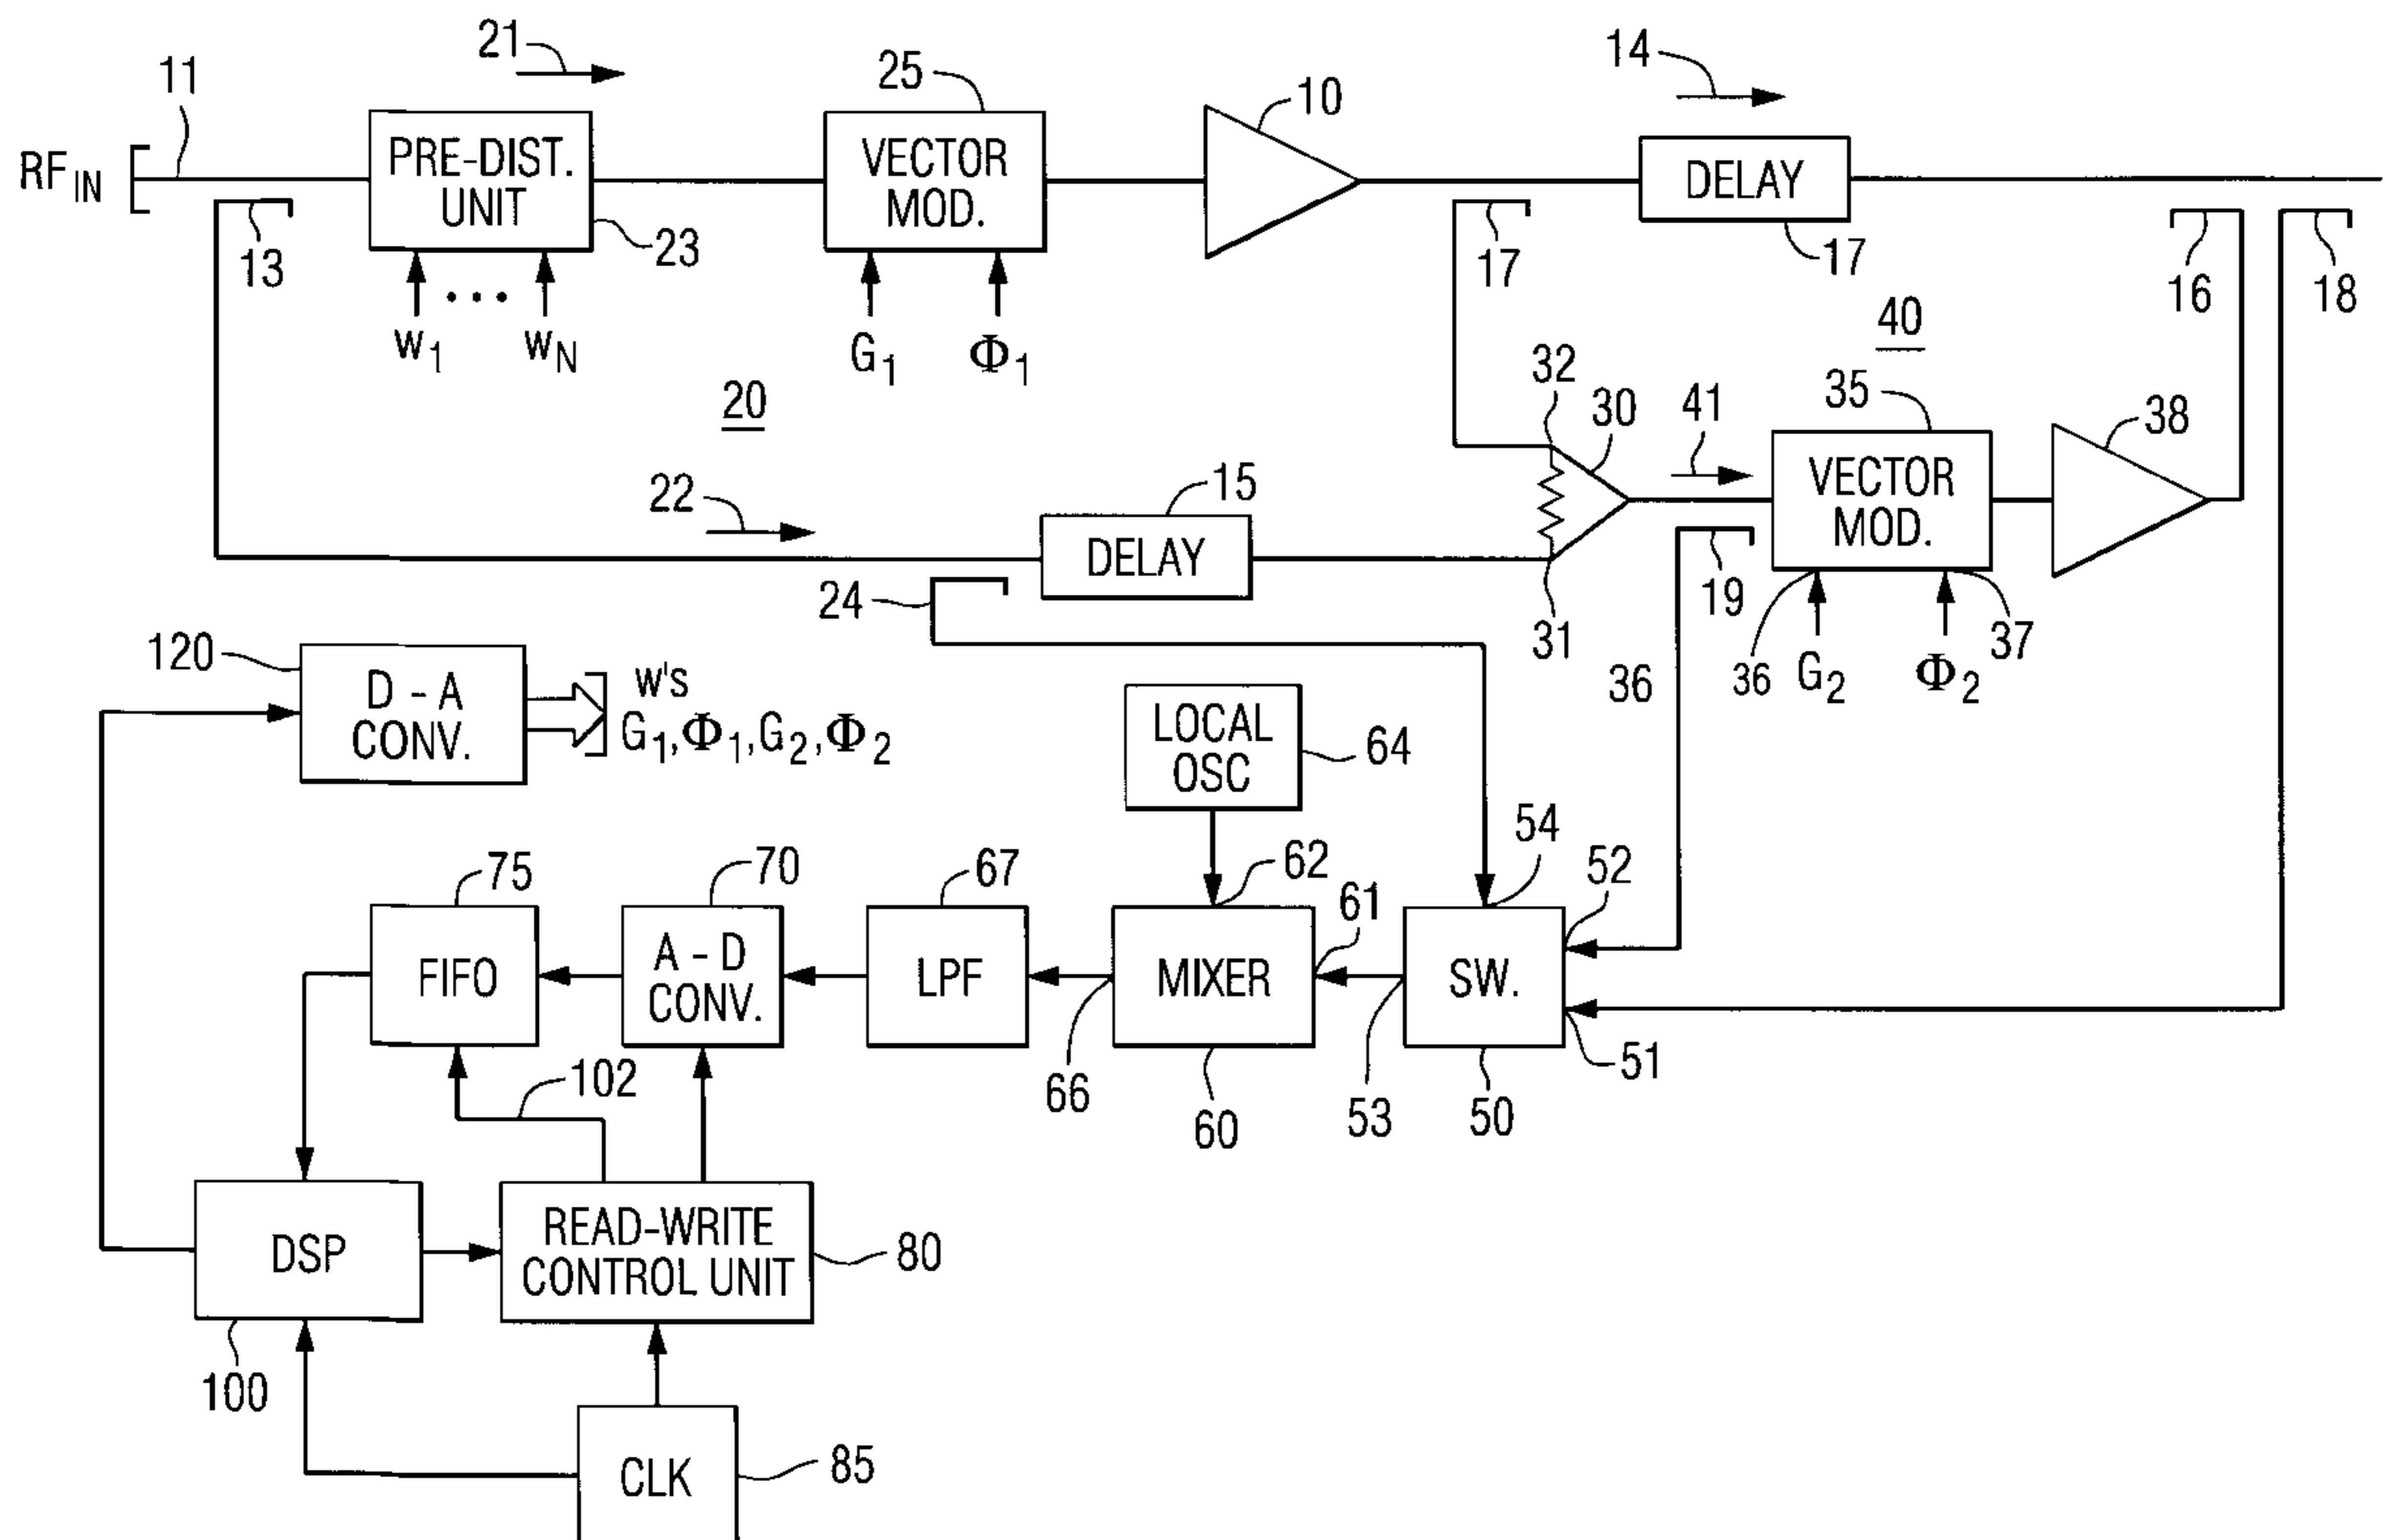 21
14
11
25
10
RF IN
PRE-DIST.
UNIT
VECTOR
MOD.
DELAY
13
23
17
17
16
18
w1 ••• wN
G1
Φ1
40
20
32
30
41
35
38
22
15
DELAY
VECTOR
MOD.
24
31
19
36
37
36
G2
Φ2
120
D - A
CONV.
w's
G1,Φ1,G2,Φ2
LOCAL
OSC
64
54
75
70
67
62
61
52
FIFO
A - D
CONV.
LPF
MIXER
SW.
102
66
60
53
50
51
DSP
READ-WRITE
CONTROL UNIT
80
100
CLK
85